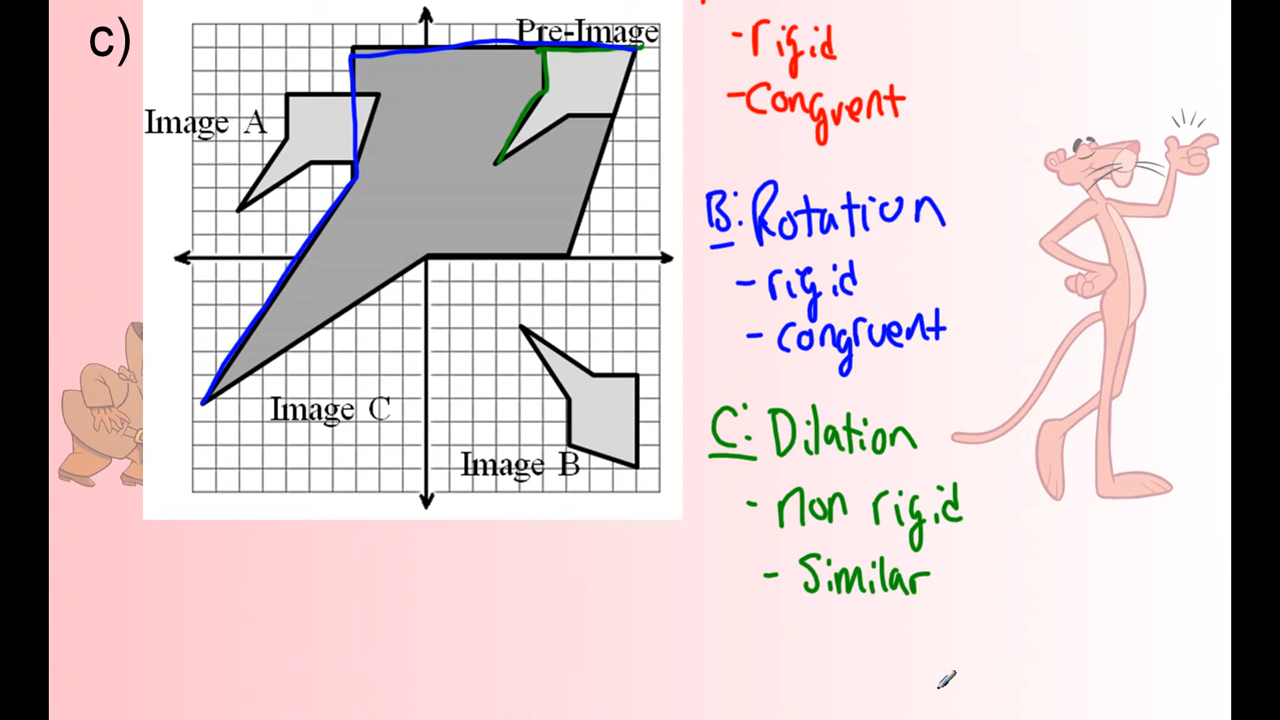 c)
Pre-Image
Image A
Image C
Image B
-rigid
-Congruent
B: Rotation
- rigid
- congruent
C: Dilation
- non rigid
- Similar